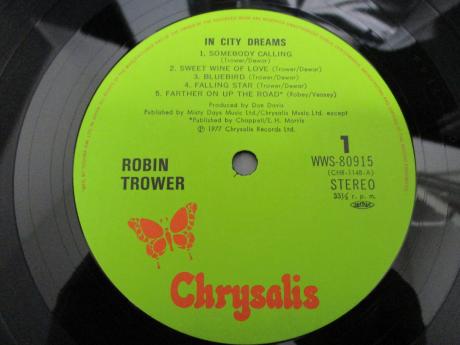 IN CITY DREAMS
1. SOMEBODY CALLING
(Trower/Dewar)
2. SWEET WINE OF LOVE (Trower/Dewar)
3. BLUEBIRD (Trower/Dewar)
4. FALLING STAR (Trower/Dewar)
5. FARTHER ON UP THE ROAD* (Robey/Veasey)
Produced by Don Davis
Published by Misty Days Music Ltd./Chrysalis Music Ltd. except
*Published by Chappell/E. H. Morris
Ⓟ 1977 Chrysalis Records Ltd.
ROBIN
TROWER
1
WWS-80915
(CHR-1148-A)
STEREO
33⅓ r. p. m.
Chrysalis